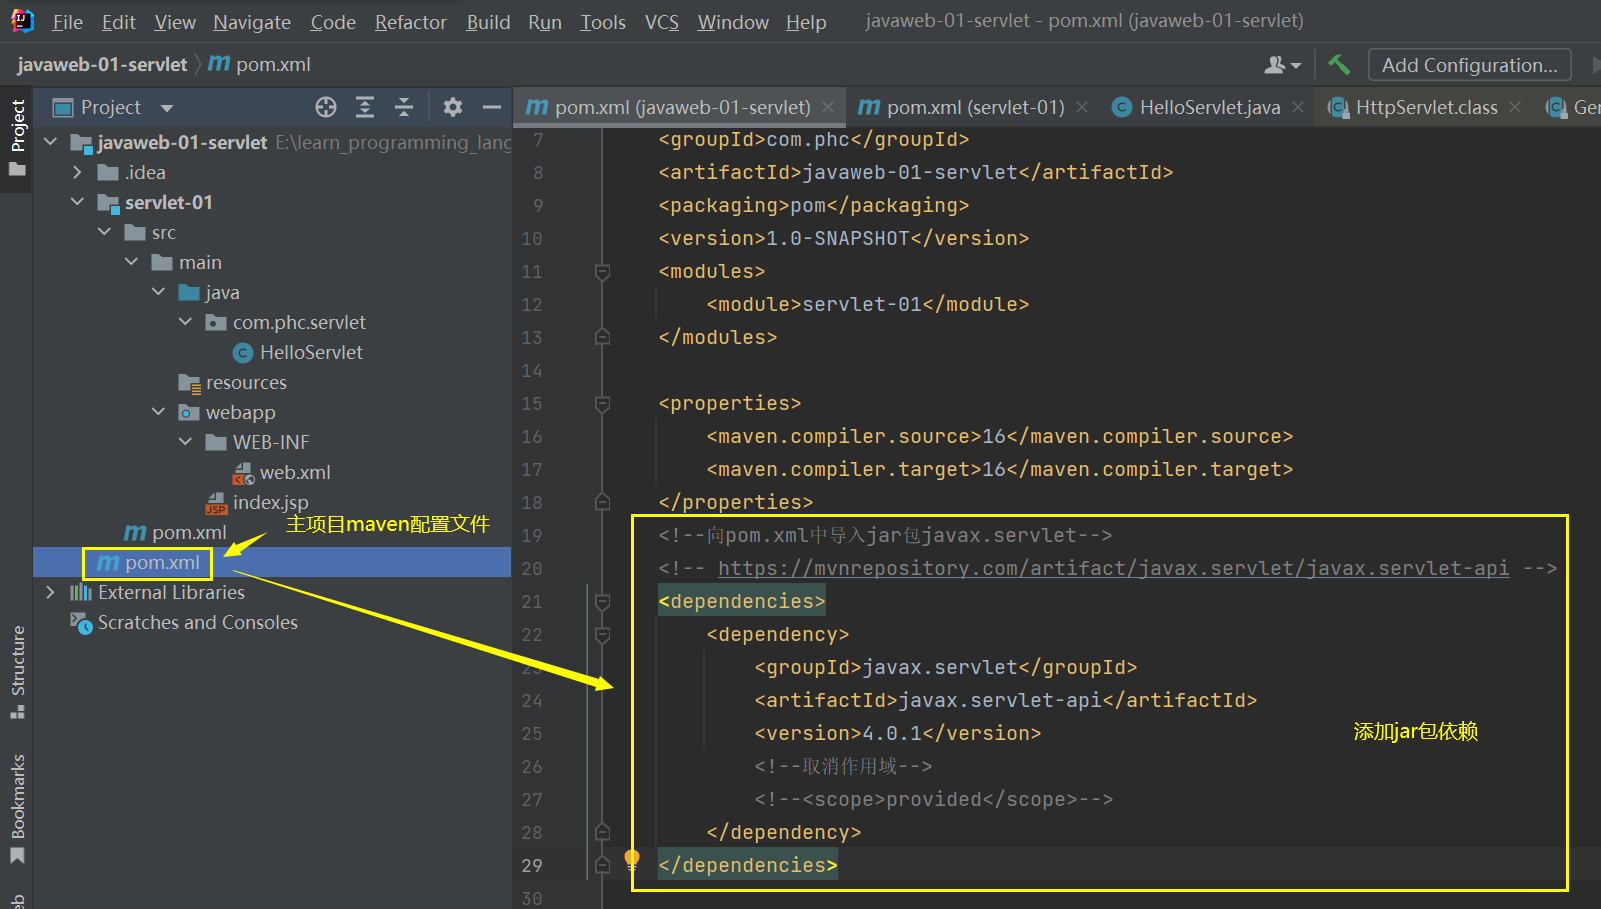 File Edit View Navigate Code Refactor Build Run Tools VCS Window Help javaweb-01-servlet - pom.xml (javaweb-01-servlet)
javaweb-01-servlet pom.xml Add Configuration...
Project
Project
pom.xml (javaweb-01-servlet) pom.xml (servlet-01) HelloServlet.java HttpServlet.class Ger
javaweb-01-servlet E:\learn_programming_lang
.idea
servlet-01
src
main
java
com.phc.servlet
HelloServlet
resources
webapp
WEB-INF
web.xml
index.jsp
pom.xml
主项目maven配置文件
pom.xml
External Libraries
Scratches and Consoles
Structure
Bookmarks
7 <groupId>com.phc</groupId>
8 <artifactId>javaweb-01-servlet</artifactId>
9 <packaging>pom</packaging>
10 <version>1.0-SNAPSHOT</version>
11 <modules>
12 <module>servlet-01</module>
13 </modules>
14
15 <properties>
16 <maven.compiler.source>16</maven.compiler.source>
17 <maven.compiler.target>16</maven.compiler.target>
18 </properties>
19 <!--向pom.xml中导入jar包javax.servlet-->
20 <!-- https://mvnrepository.com/artifact/javax.servlet/javax.servlet-api -->
21 <dependencies>
22 <dependency>
23 <groupId>javax.servlet</groupId>
24 <artifactId>javax.servlet-api</artifactId>
25 <version>4.0.1</version>
添加jar包依赖
26 <!--取消作用域-->
27 <!--<scope>provided</scope>-->
28 </dependency>
29 </dependencies>
30